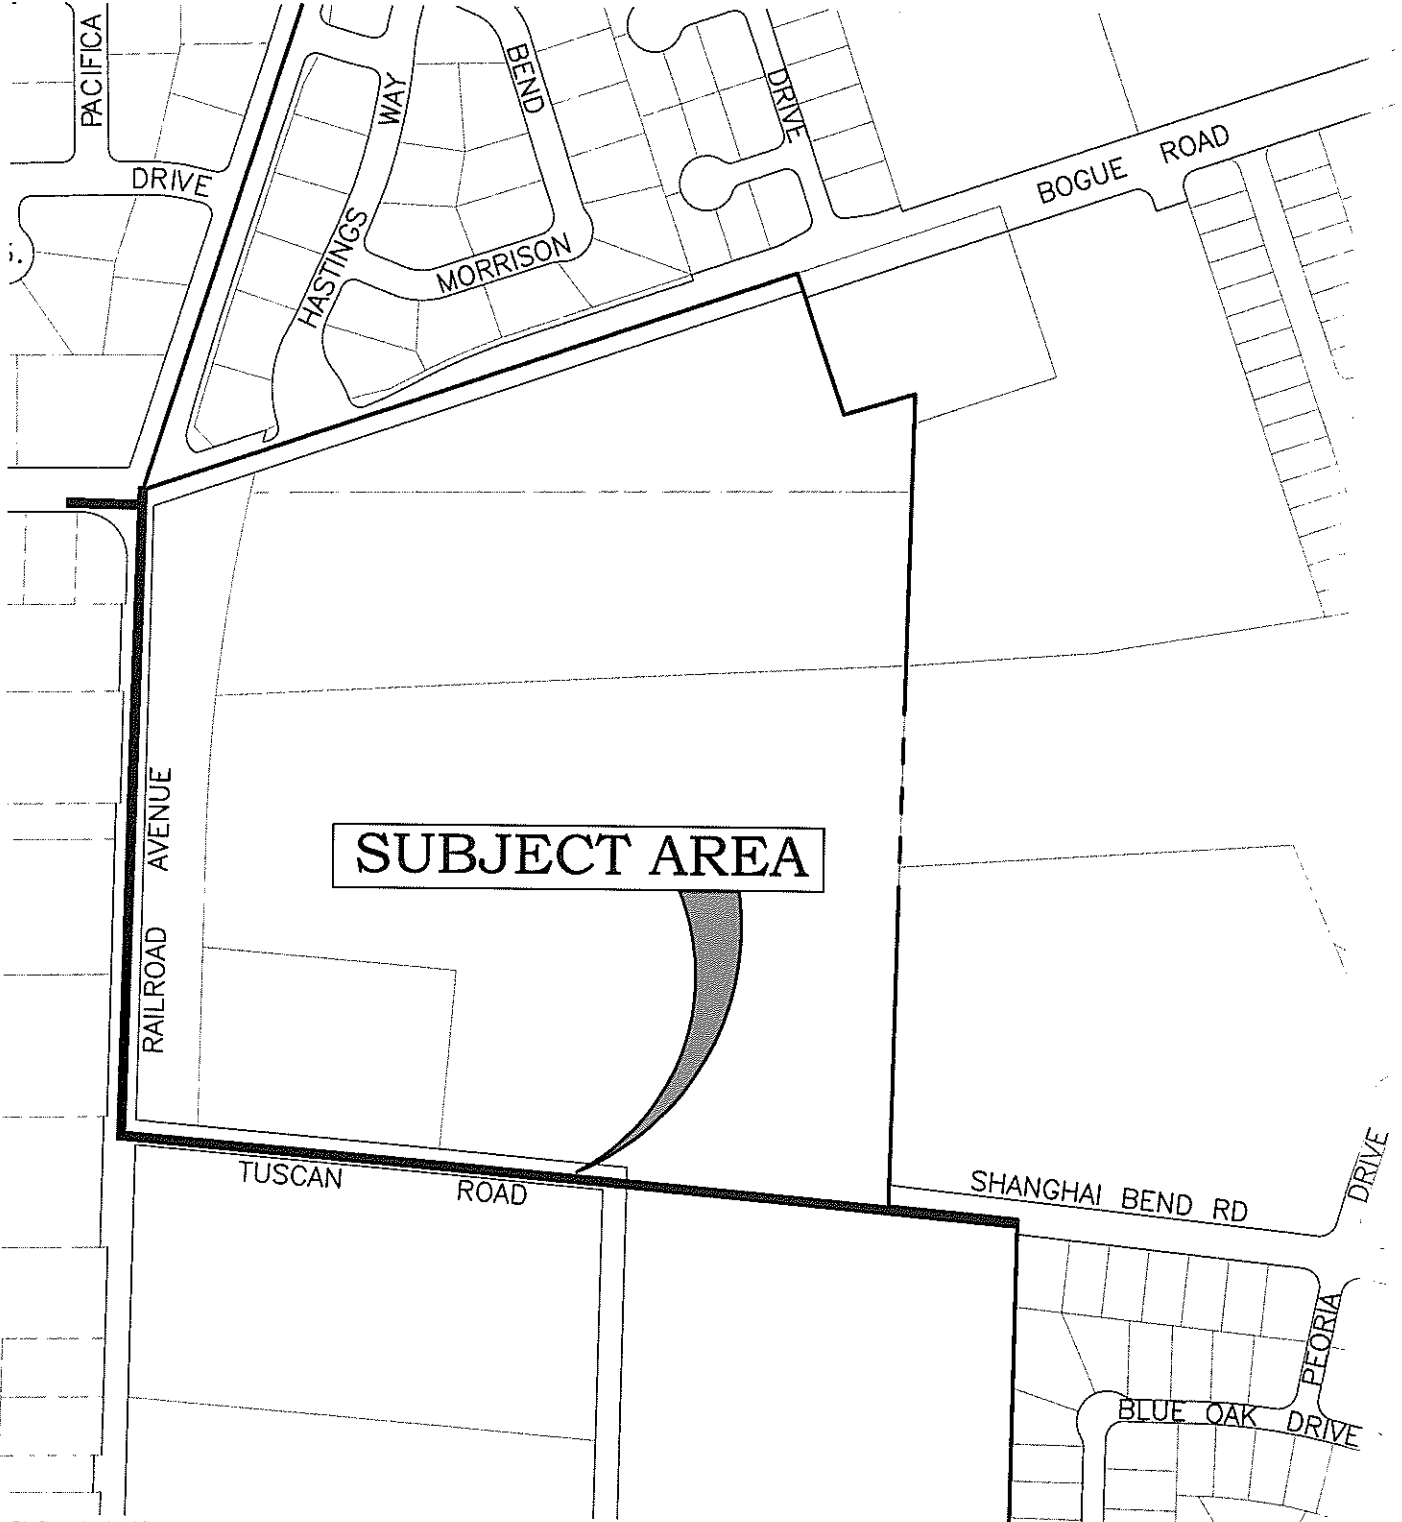 PACIFICA
DRIVE
S.
HASTINGS WAY
BEND
MORRISON
DRIVE
BOGUE ROAD
RAILROAD AVENUE
SUBJECT AREA
TUSCAN ROAD
SHANGHAI BEND RD
DRIVE
PEORIA
BLUE OAK DRIVE